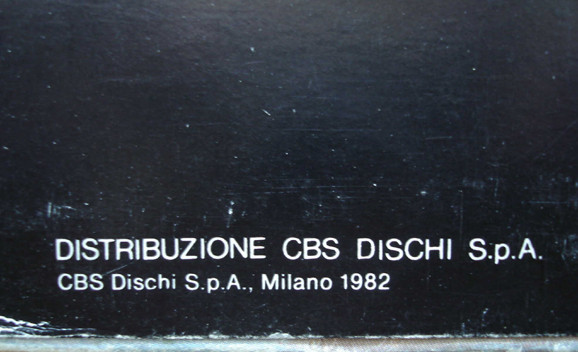 DISTRIBUZIONE CBS DISCHI S.p.A.
CBS Dischi S.p.A., Milano 1982